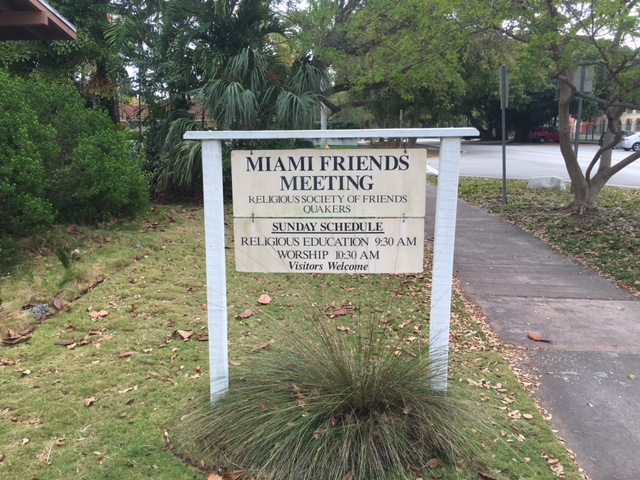 MIAMI FRIENDS
MEETING
RELIGIOUS SOCIETY OF FRIENDS
QUAKERS
SUNDAY SCHEDULE
RELIGIOUS EDUCATION 9:30 AM
WORSHIP 10:30 AM
Visitors Welcome